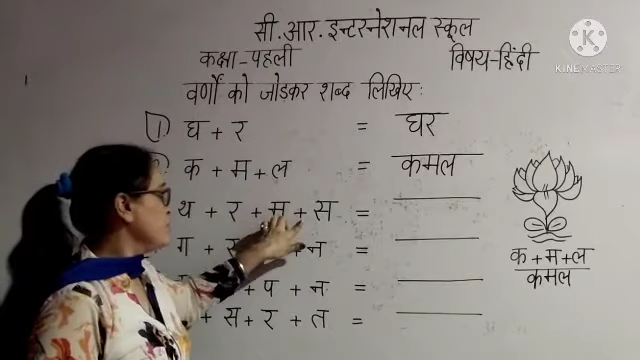 सी.आर.इन्टरनेशनल स्कूल
कक्षा-पहली विषय-हिंदी
वर्णों को जोड़कर शब्द लिखिए:
1 घ + र = घर
क + म + ल = कमल
थ + र + म + स =
ग + न =
+ प + न =
+ स + र + त =
क + म + ल
कमल
KINEMASTER